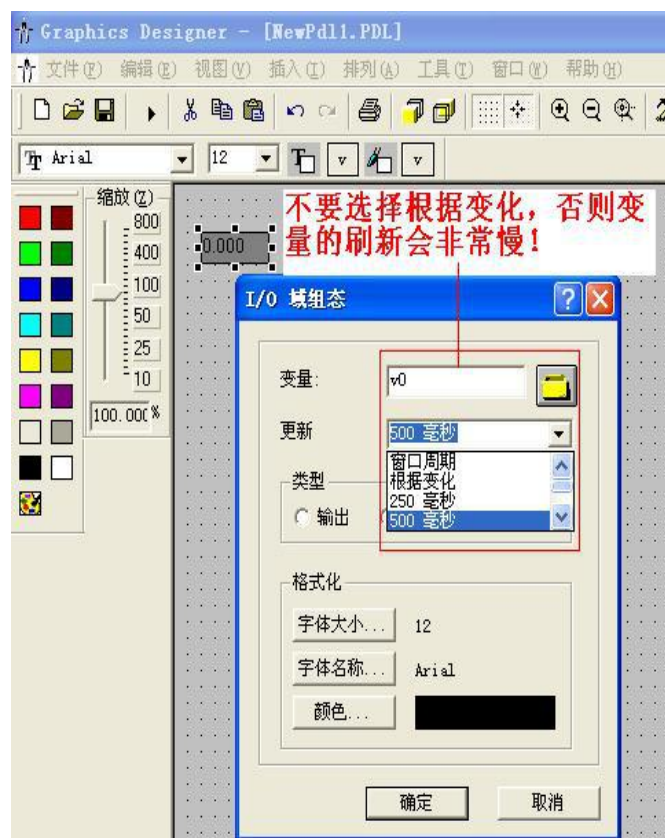 Graphics Designer - [NewPdl1.PDL]
文件(F) 编辑(E) 视图(V) 插入(I) 排列(A) 工具(T) 窗口(W) 帮助(H)
Arial 12
缩放(Z)
800
400
100
50
25
10
100.000 %
0.000
不要选择根据变化，否则变
量的刷新会非常慢！
I/O 域组态
变量: v0
更新 500 毫秒
窗口周期
根据变化
250 毫秒
500 毫秒
类型
输出
格式化
字体大小... 12
字体名称... Arial
颜色...
确定 取消